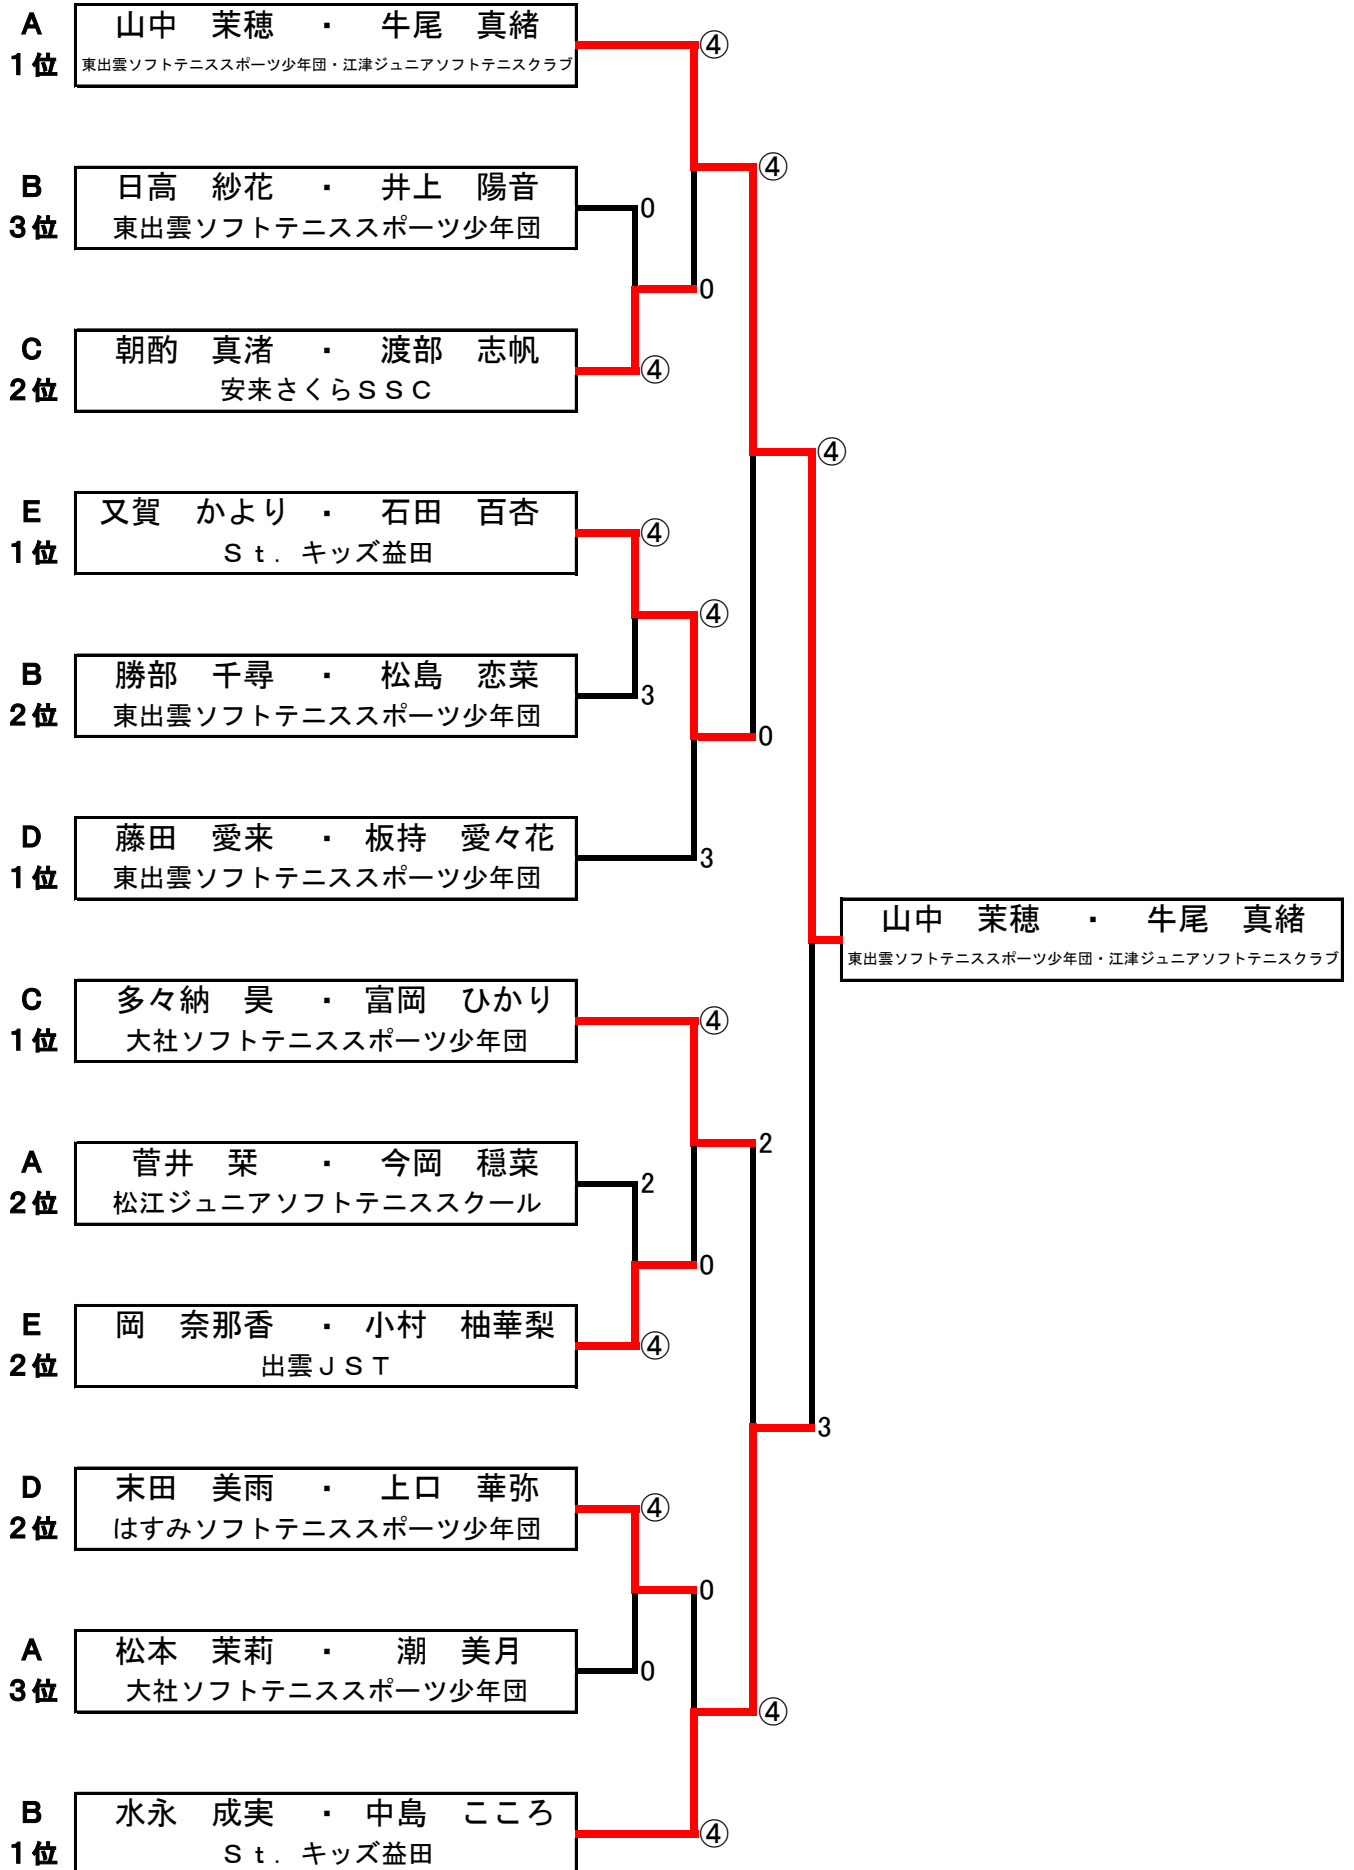 A
1位
山中 茉穂 ・ 牛尾 真緒
東出雲ソフトテニススポーツ少年団・江津ジュニアソフトテニスクラブ
④
④
B
3位
日高 紗花 ・ 井上 陽音
東出雲ソフトテニススポーツ少年団
0
0
C
2位
朝酌 真渚 ・ 渡部 志帆
安来さくらSSC
④
④
E
1位
又賀 かより ・ 石田 百杏
St. キッズ益田
④
④
B
2位
勝部 千尋 ・ 松島 恋菜
東出雲ソフトテニススポーツ少年団
3
0
D
1位
藤田 愛来 ・ 板持 愛々花
東出雲ソフトテニススポーツ少年団
3
山中 茉穂 ・ 牛尾 真緒
東出雲ソフトテニススポーツ少年団・江津ジュニアソフトテニスクラブ
C
1位
多々納 昊 ・ 富岡 ひかり
大社ソフトテニススポーツ少年団
④
2
A
2位
菅井 栞 ・ 今岡 穏菜
松江ジュニアソフトテニススクール
2
0
E
2位
岡 奈那香 ・ 小村 柚華梨
出雲JST
④
3
D
2位
末田 美雨 ・ 上口 華弥
はすみソフトテニススポーツ少年団
④
0
A
3位
松本 茉莉 ・ 潮 美月
大社ソフトテニススポーツ少年団
0
④
B
1位
水永 成実 ・ 中島 こころ
St. キッズ益田
④